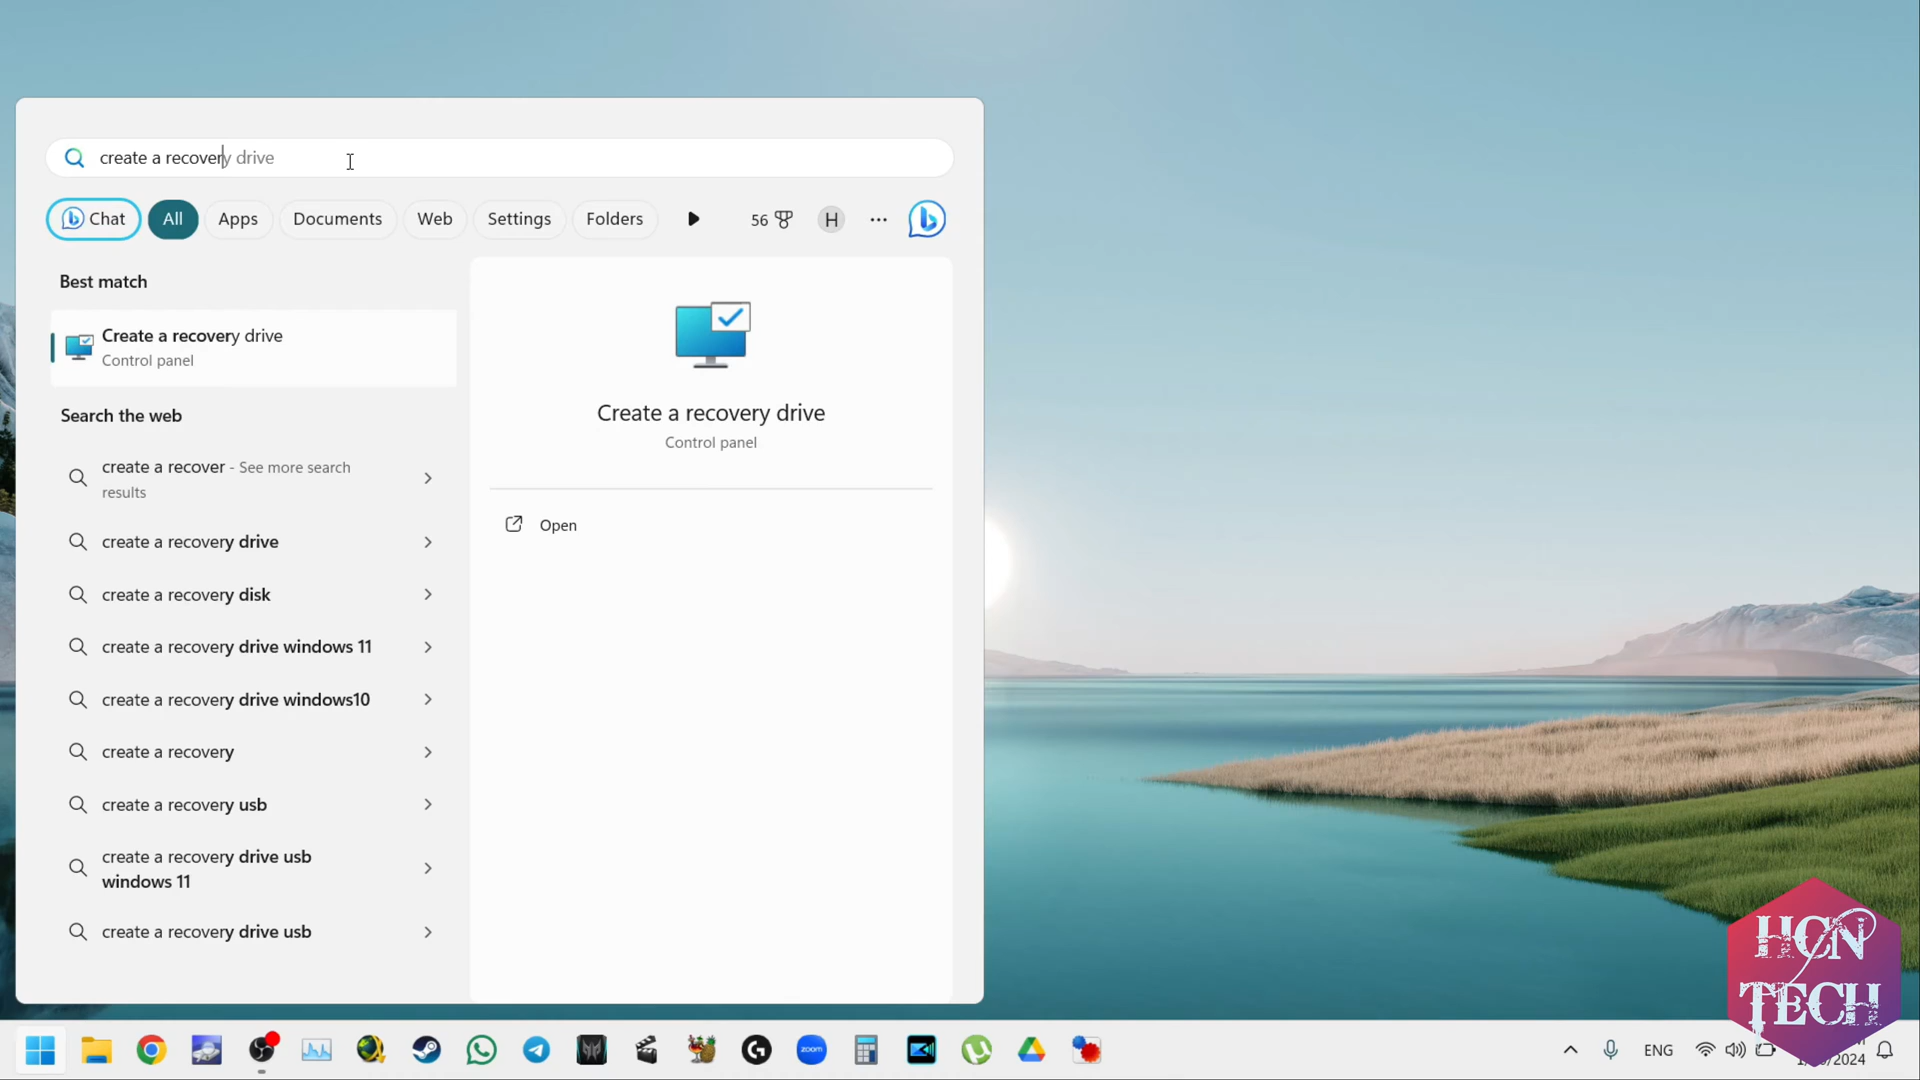 create a recovery drive
Chat
All
Apps
Documents
Web
Settings
Folders
56
H
Best match
Create a recovery drive
Control panel
Search the web
create a recover - See more search
results
create a recovery drive
create a recovery disk
create a recovery drive windows 11
create a recovery drive windows10
create a recovery
create a recovery usb
create a recovery drive usb
windows 11
create a recovery drive usb
Create a recovery drive
Control panel
Open
HCN
TECH
zoom
ENG